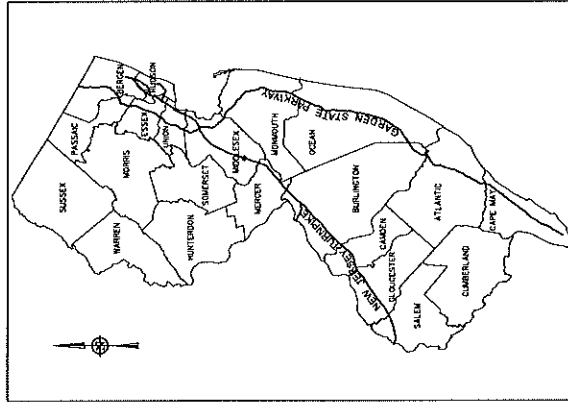 SUSSEX
PASSAIC
BERGEN
HUDSON
WARREN
MORRIS
ESSEX
UNION
HUNTERDON
SOMERSET
MIDDLESEX
MERCER
MONMOUTH
OCEAN
GARDEN STATE PARKWAY
NEW JERSEY TURNPIKE
BURLINGTON
CAMDEN
GLOUCESTER
SALEM
ATLANTIC
CUMBERLAND
CAPE MAY